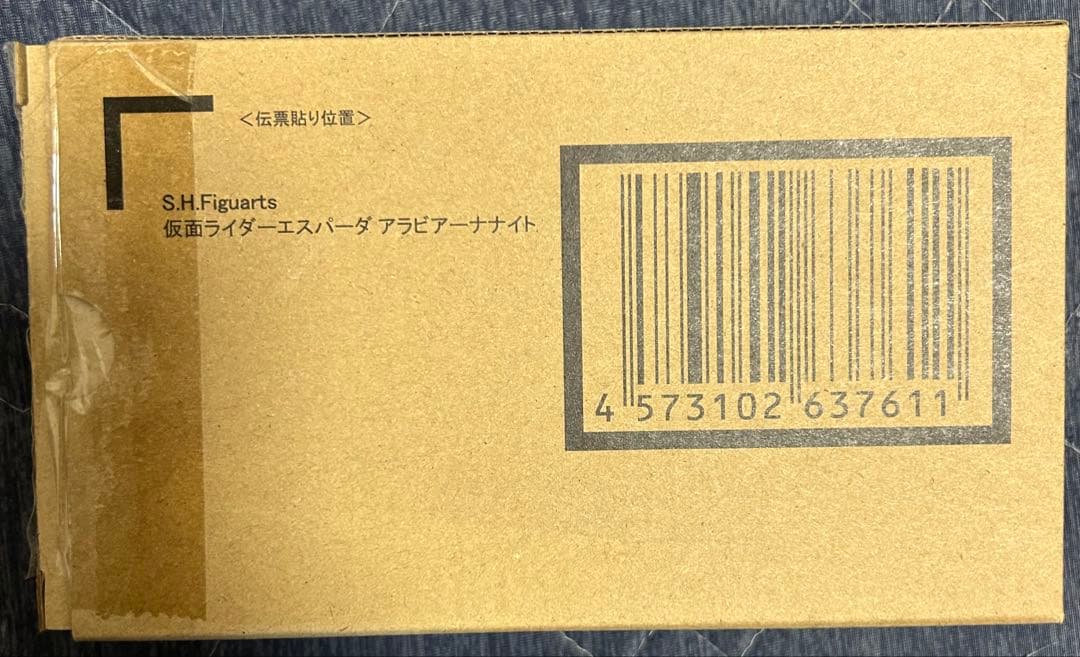 ＜伝票貼り位置＞
S.H.Figuarts
仮面ライダーエスパーダ アラビアーナナイト
4 573102 637611